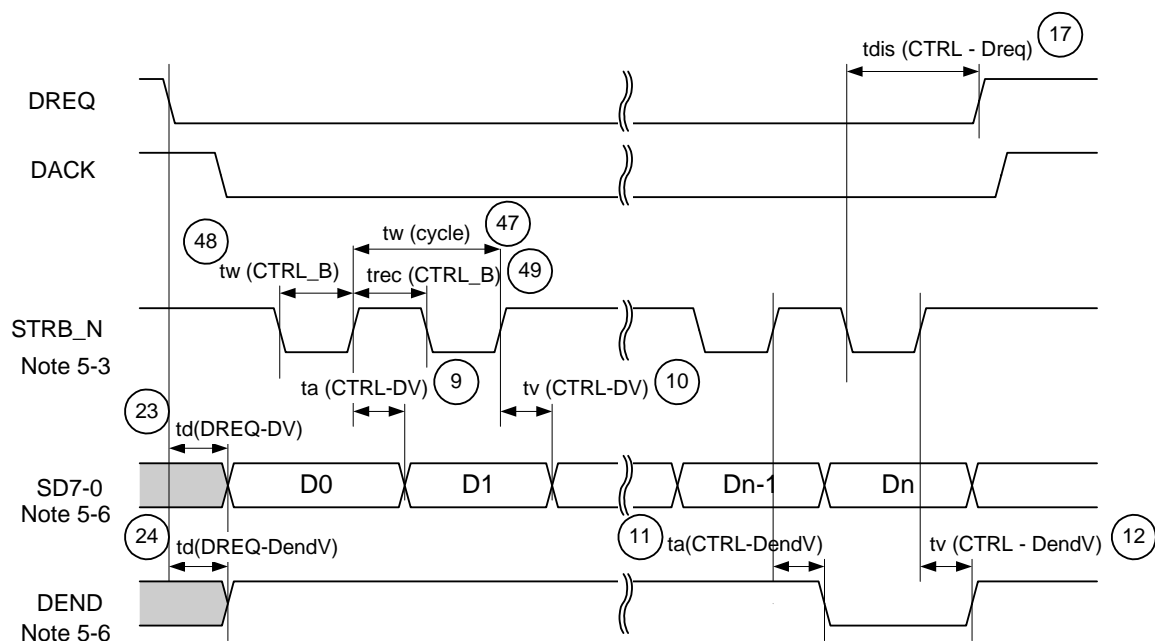 17
tdis (CTRL - Dreq)
DREQ
DACK
47
tw (cycle)
48
tw (CTRL_B)
trec (CTRL_B)
49
STRB_N
Note 5-3
ta (CTRL-DV)
9
tv (CTRL-DV)
10
23
td(DREQ-DV)
SD7-0
Note 5-6
D0
D1
Dn-1
Dn
24
td(DREQ-DendV)
11
ta(CTRL-DendV)
tv (CTRL - DendV)
12
DEND
Note 5-6